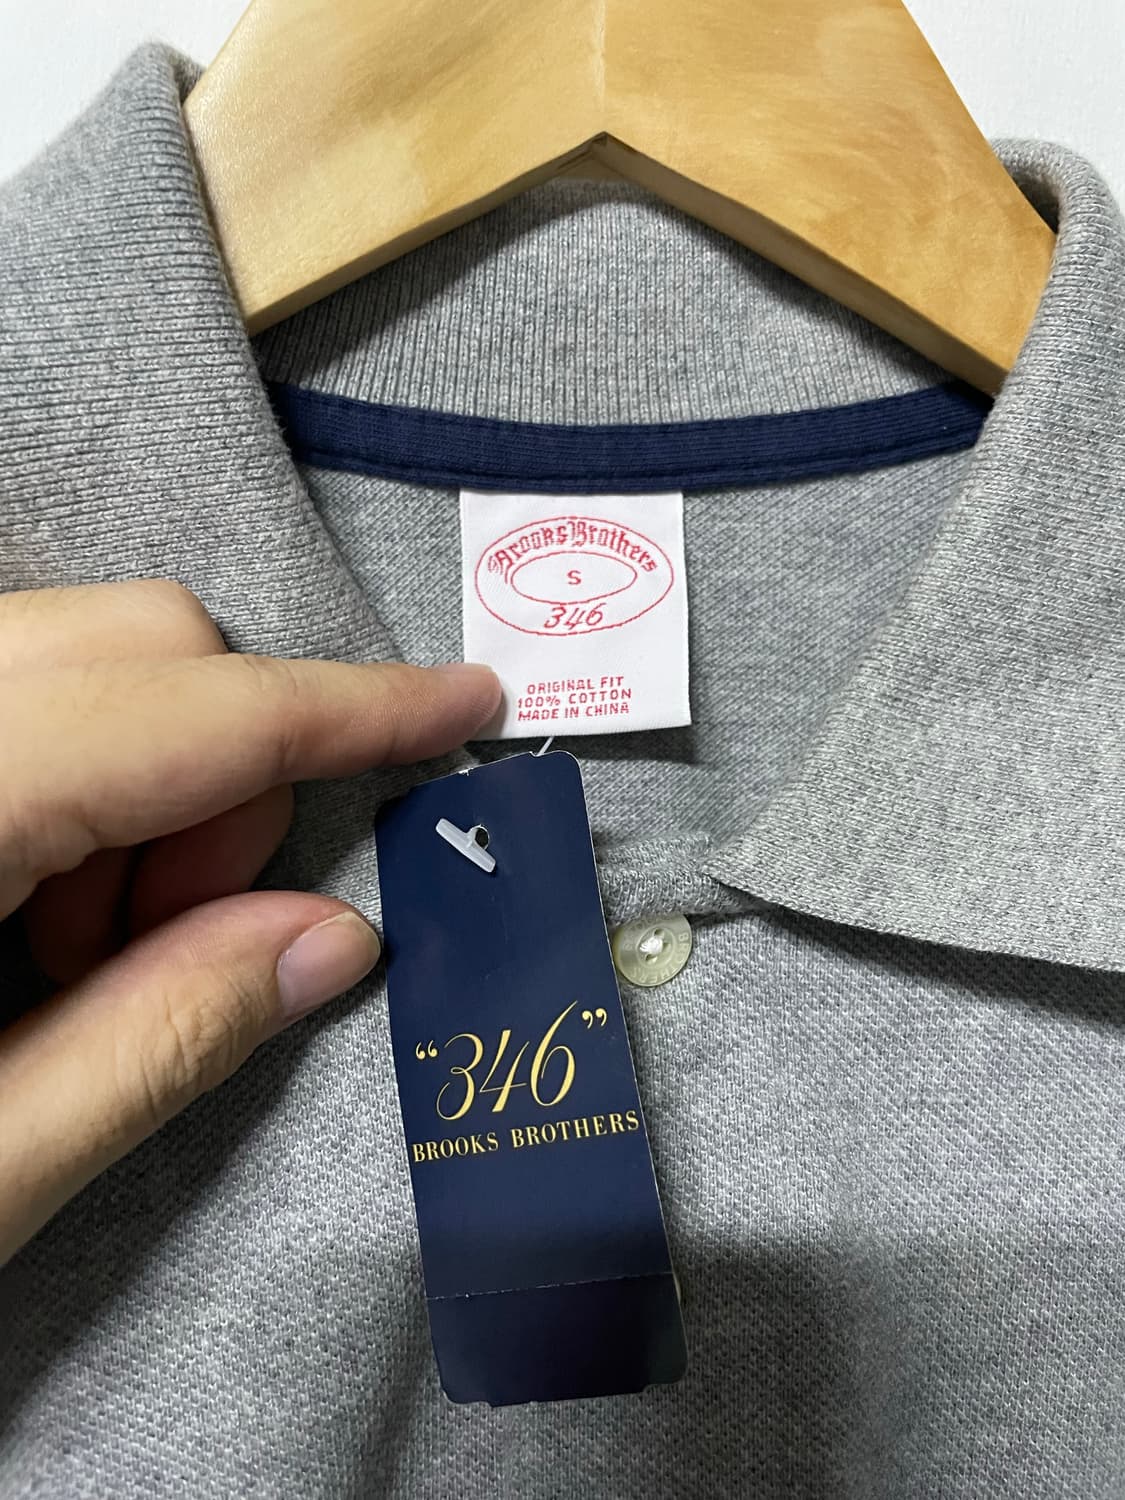 Brooks Brothers
S
346
ORIGINAL FIT
100% COTTON
MADE IN CHINA
“346”
BROOKS BROTHERS